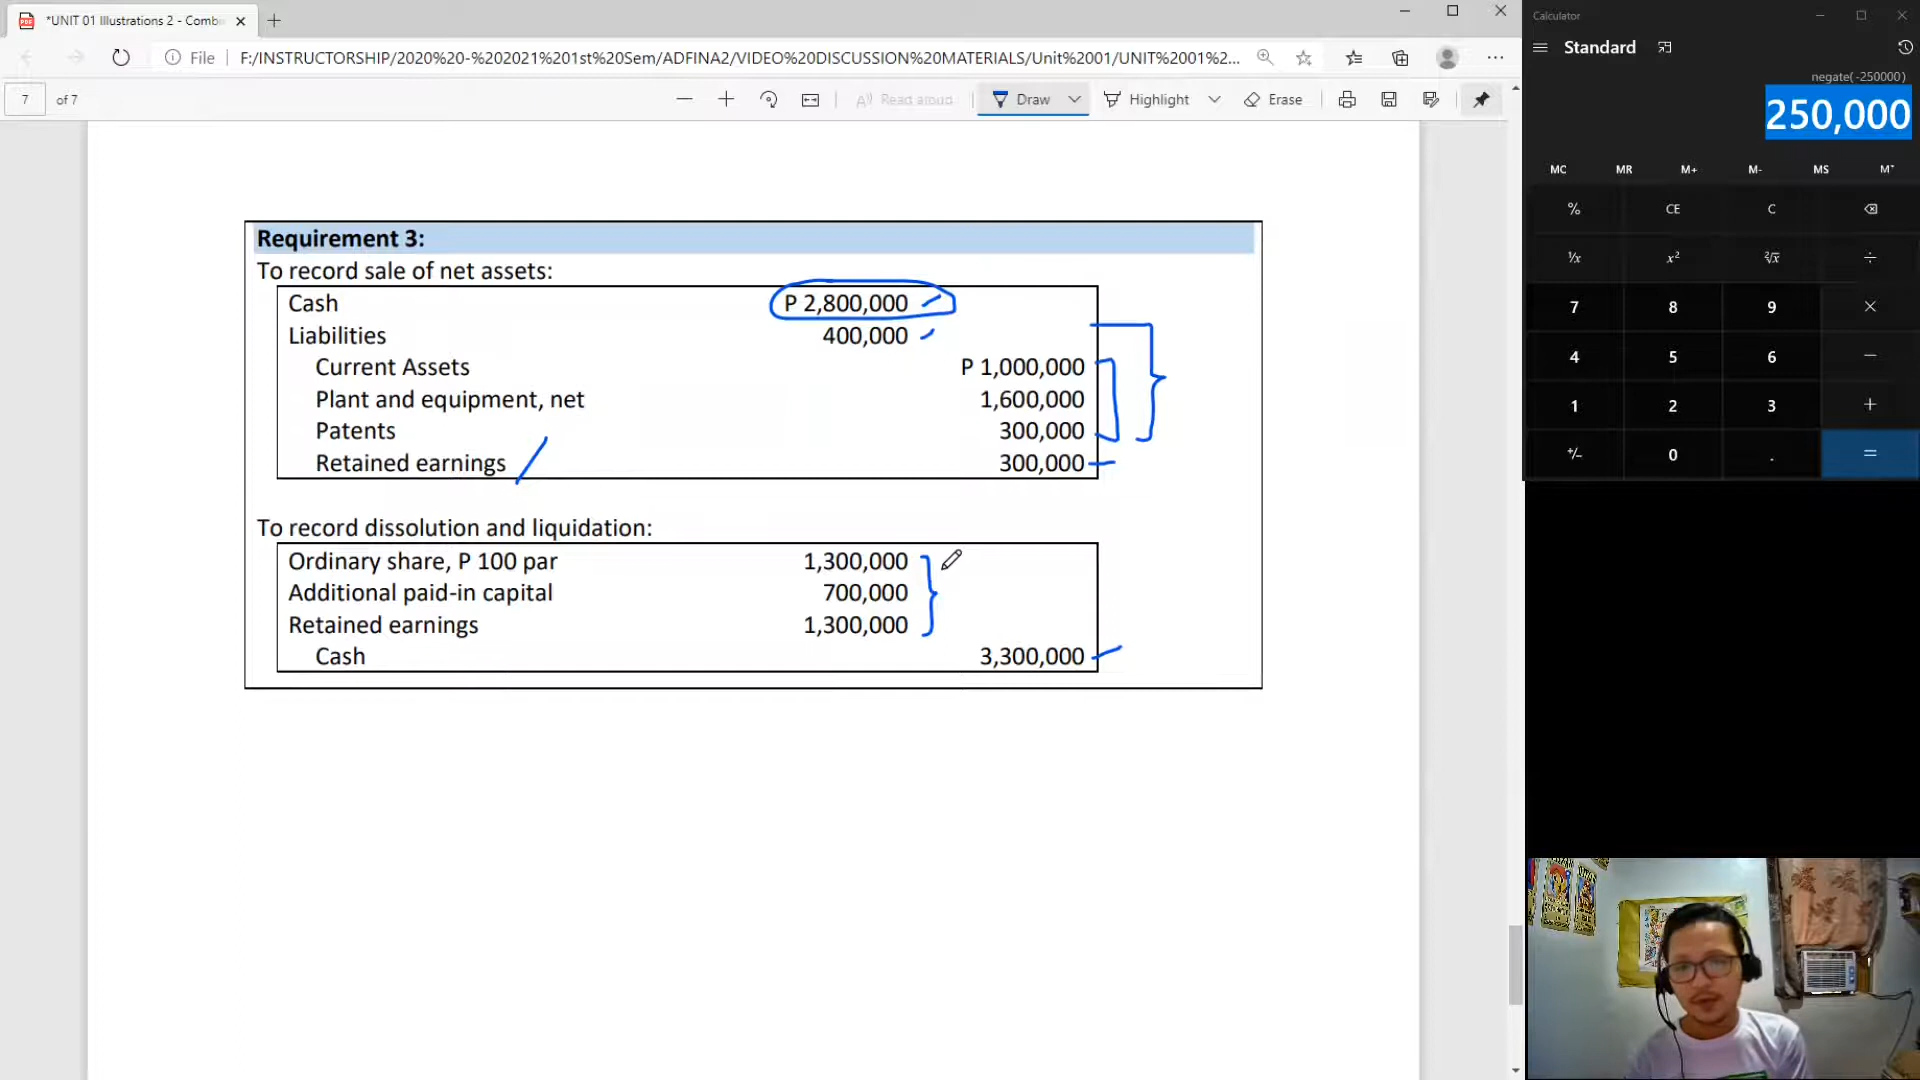 *UNIT 01 Illustrations 2 - Combi
File F:/INSTRUCTORSHIP/2020%20-%202021%201st%20Sem/ADFINA2/VIDEO%20DISCUSSION%20MATERIALS/Unit%2001/UNIT%2001%2...
7 of 7 Read aloud Draw Highlight Erase
Requirement 3:
To record sale of net assets:
Cash P 2,800,000
Liabilities 400,000
Current Assets P 1,000,000
Plant and equipment, net 1,600,000
Patents 300,000
Retained earnings 300,000
To record dissolution and liquidation:
Ordinary share, P 100 par 1,300,000
Additional paid-in capital 700,000
Retained earnings 1,300,000
Cash 3,300,000
Calculator
Standard
negate( -250000 )
250,000
MC MR M+ M- MS M˅
% CE C ⌫
¹/x x² ²√x ÷
7 8 9 ×
4 5 6 −
1 2 3 +
+/− 0 . =